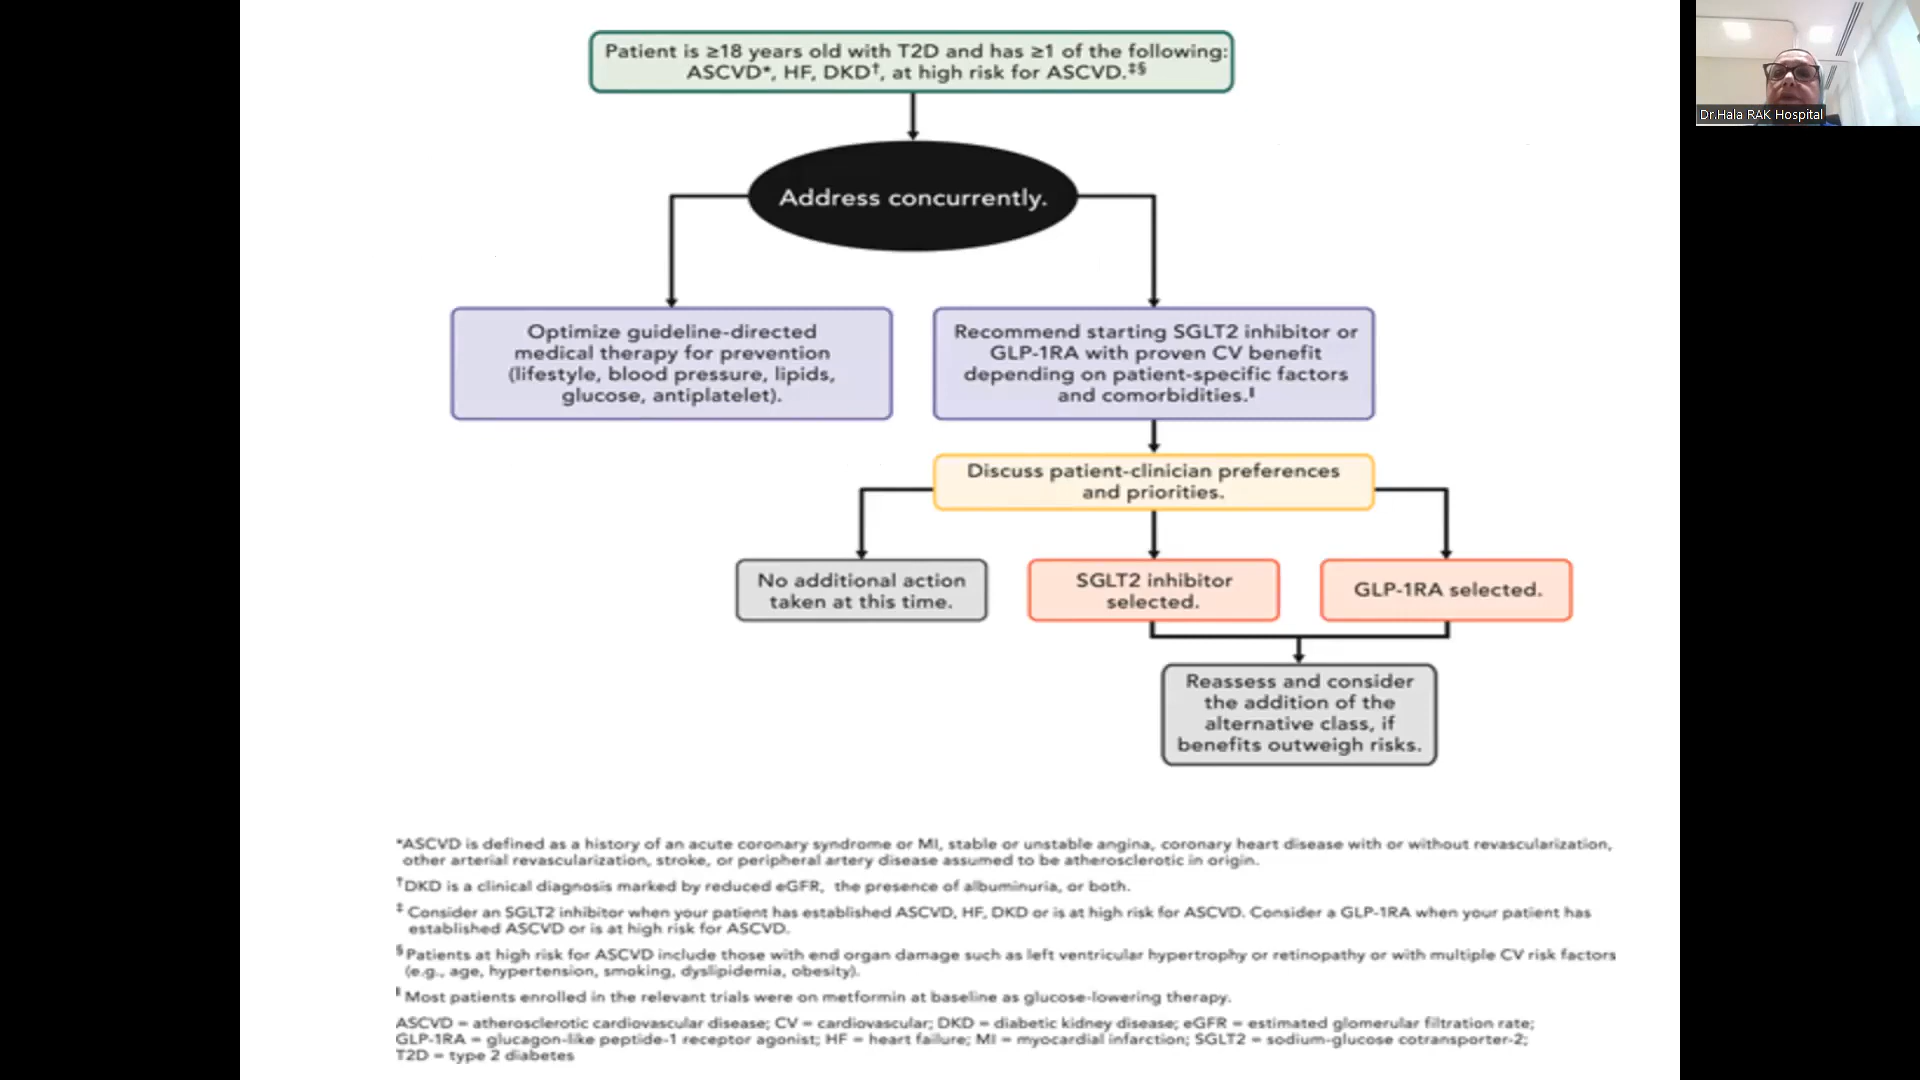 Patient is ≥18 years old with T2D and has ≥1 of the following:
ASCVD*, HF, DKD†, at high risk for ASCVD.‡§
Dr.Hala RAK Hospital
Address concurrently.
Optimize guideline-directed
medical therapy for prevention
(lifestyle, blood pressure, lipids,
glucose, antiplatelet).
Recommend starting SGLT2 inhibitor or
GLP-1RA with proven CV benefit
depending on patient-specific factors
and comorbidities.‖
Discuss patient-clinician preferences
and priorities.
No additional action
taken at this time.
SGLT2 inhibitor
selected.
GLP-1RA selected.
Reassess and consider
the addition of the
alternative class, if
benefits outweigh risks.
*ASCVD is defined as a history of an acute coronary syndrome or MI, stable or unstable angina, coronary heart disease with or without revascularization,
other arterial revascularization, stroke, or peripheral artery disease assumed to be atherosclerotic in origin.
†DKD is a clinical diagnosis marked by reduced eGFR, the presence of albuminuria, or both.
‡ Consider an SGLT2 inhibitor when your patient has established ASCVD, HF, DKD or is at high risk for ASCVD. Consider a GLP-1RA when your patient has
established ASCVD or is at high risk for ASCVD.
§ Patients at high risk for ASCVD include those with end organ damage such as left ventricular hypertrophy or retinopathy or with multiple CV risk factors
(e.g., age, hypertension, smoking, dyslipidemia, obesity).
‖ Most patients enrolled in the relevant trials were on metformin at baseline as glucose-lowering therapy.
ASCVD = atherosclerotic cardiovascular disease; CV = cardiovascular; DKD = diabetic kidney disease; eGFR = estimated glomerular filtration rate;
GLP-1RA = glucagon-like peptide-1 receptor agonist; HF = heart failure; MI = myocardial infarction; SGLT2 = sodium-glucose cotransporter-2;
T2D = type 2 diabetes